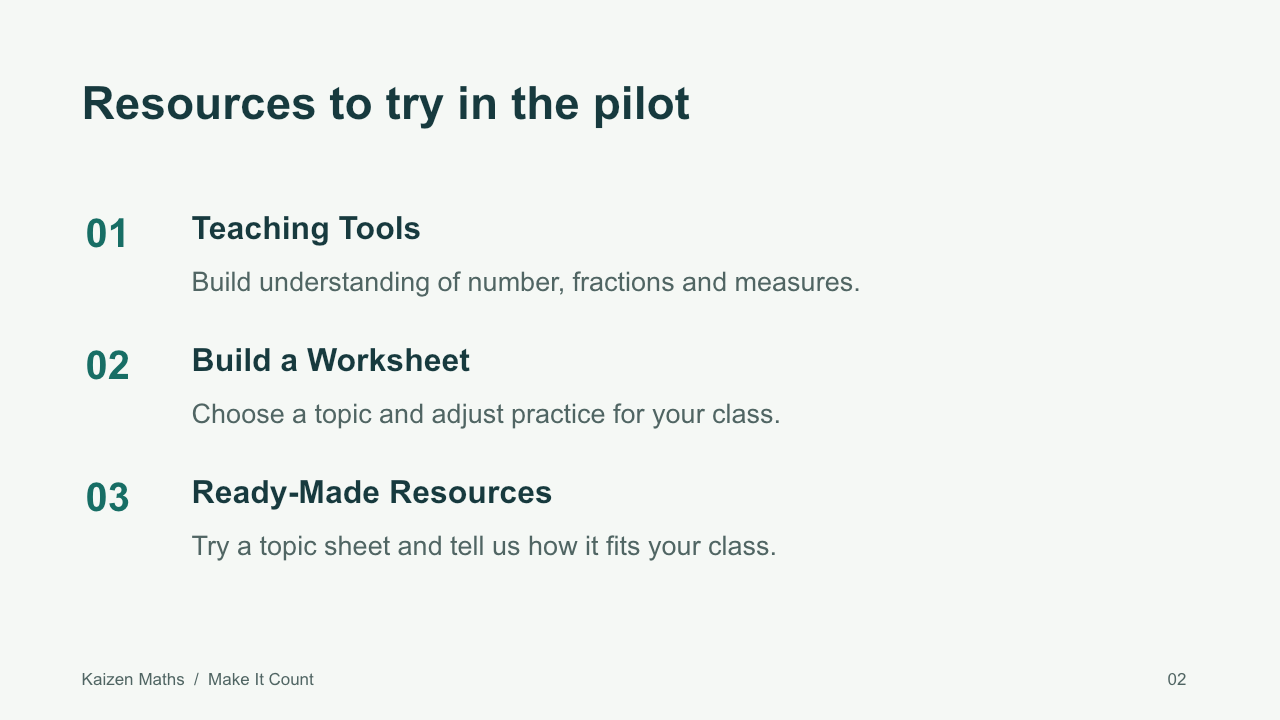 Resources to try in the pilot
01
Teaching Tools
Build understanding of number, fractions and measures.
02
Build a Worksheet
Choose a topic and adjust practice for your class.
03
Ready-Made Resources
Try a topic sheet and tell us how it fits your class.
Kaizen Maths / Make It Count
02